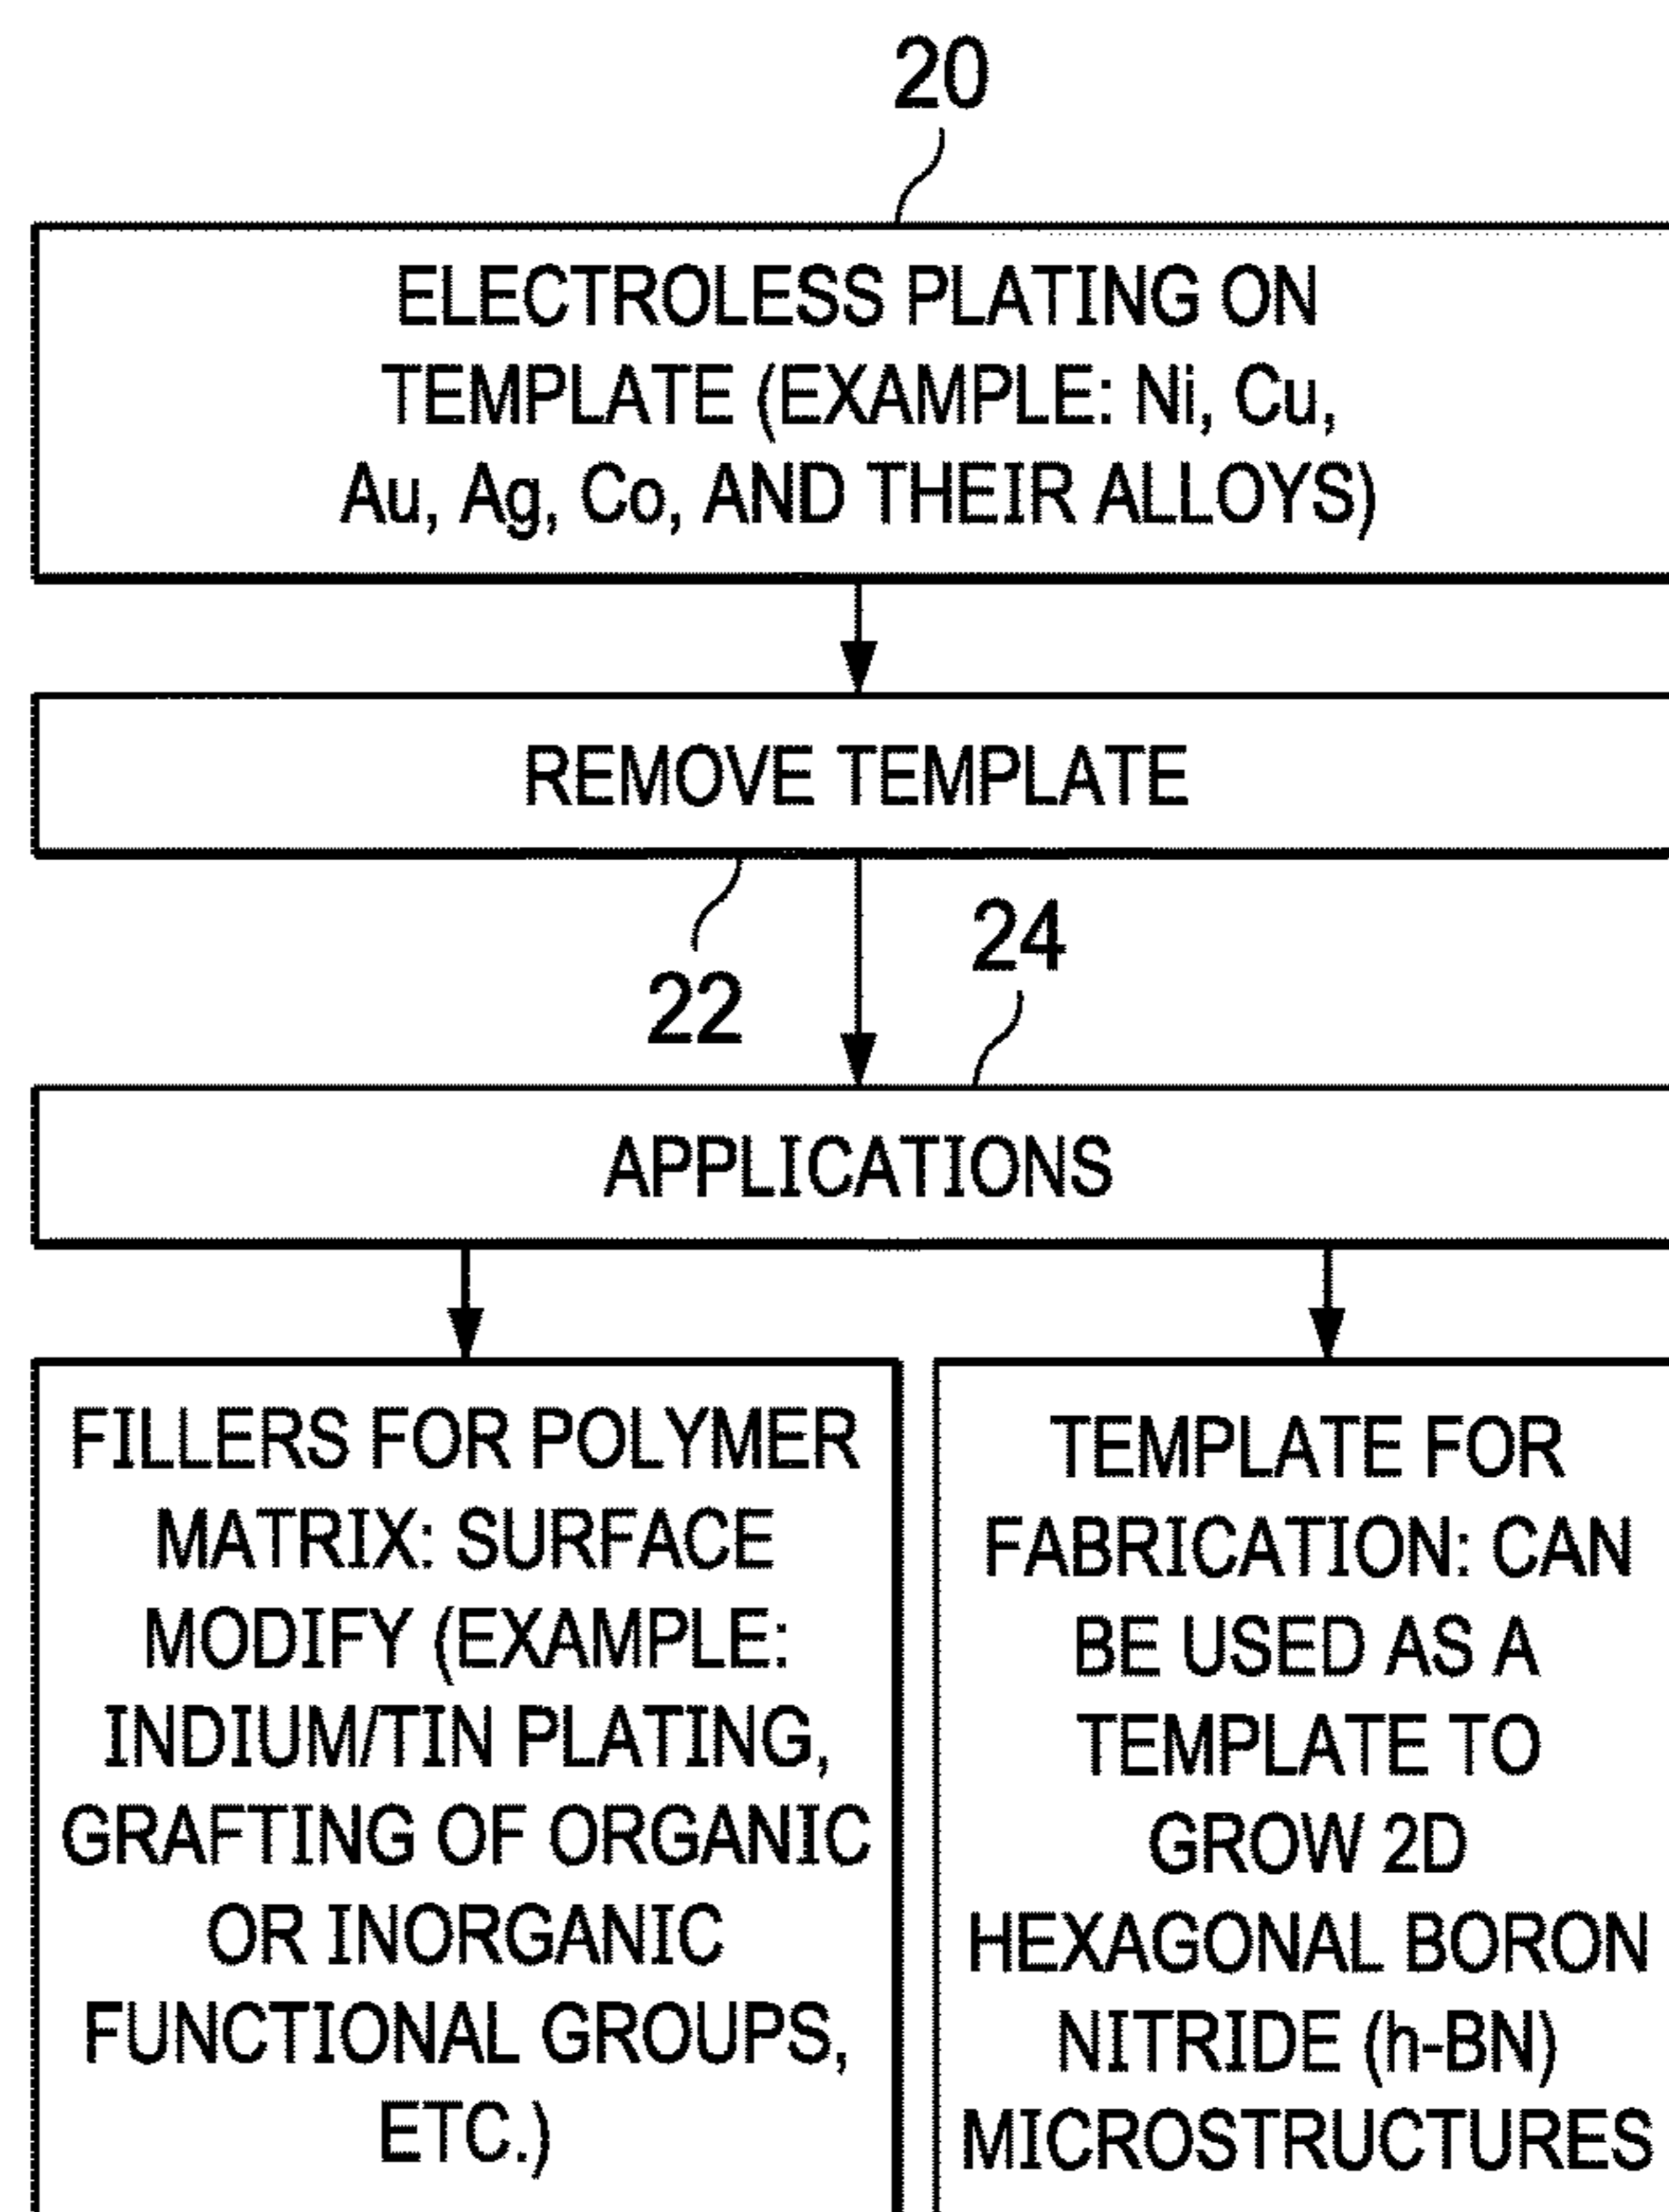 20
ELECTROLESS PLATING ON
TEMPLATE (EXAMPLE: Ni, Cu,
Au, Ag, Co, AND THEIR ALLOYS)
REMOVE TEMPLATE
22
24
APPLICATIONS
FILLERS FOR POLYMER
MATRIX: SURFACE
MODIFY (EXAMPLE:
INDIUM/TIN PLATING,
GRAFTING OF ORGANIC
OR INORGANIC
FUNCTIONAL GROUPS,
ETC.)
TEMPLATE FOR
FABRICATION: CAN
BE USED AS A
TEMPLATE TO
GROW 2D
HEXAGONAL BORON
NITRIDE (h-BN)
MICROSTRUCTURES